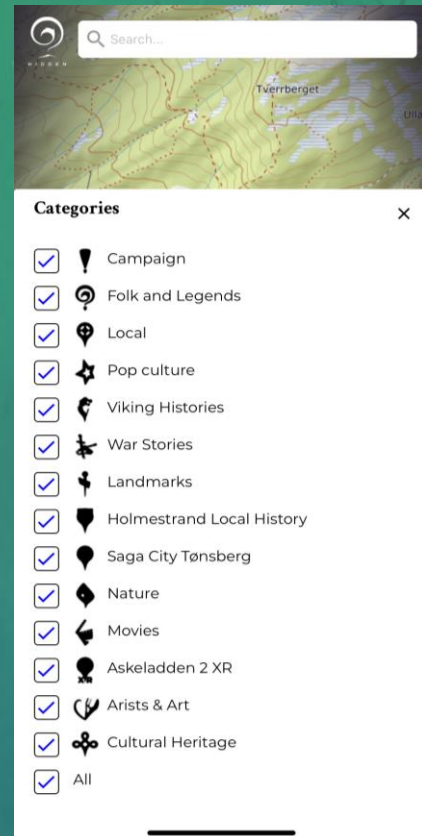 HIDDEN
Search...
Tverrberget
Ulla
Categories
Campaign
Folk and Legends
Local
Pop culture
Viking Histories
War Stories
Landmarks
Holmestrand Local History
Saga City Tønsberg
Nature
Movies
Askeladden 2 XR
Arists & Art
Cultural Heritage
All